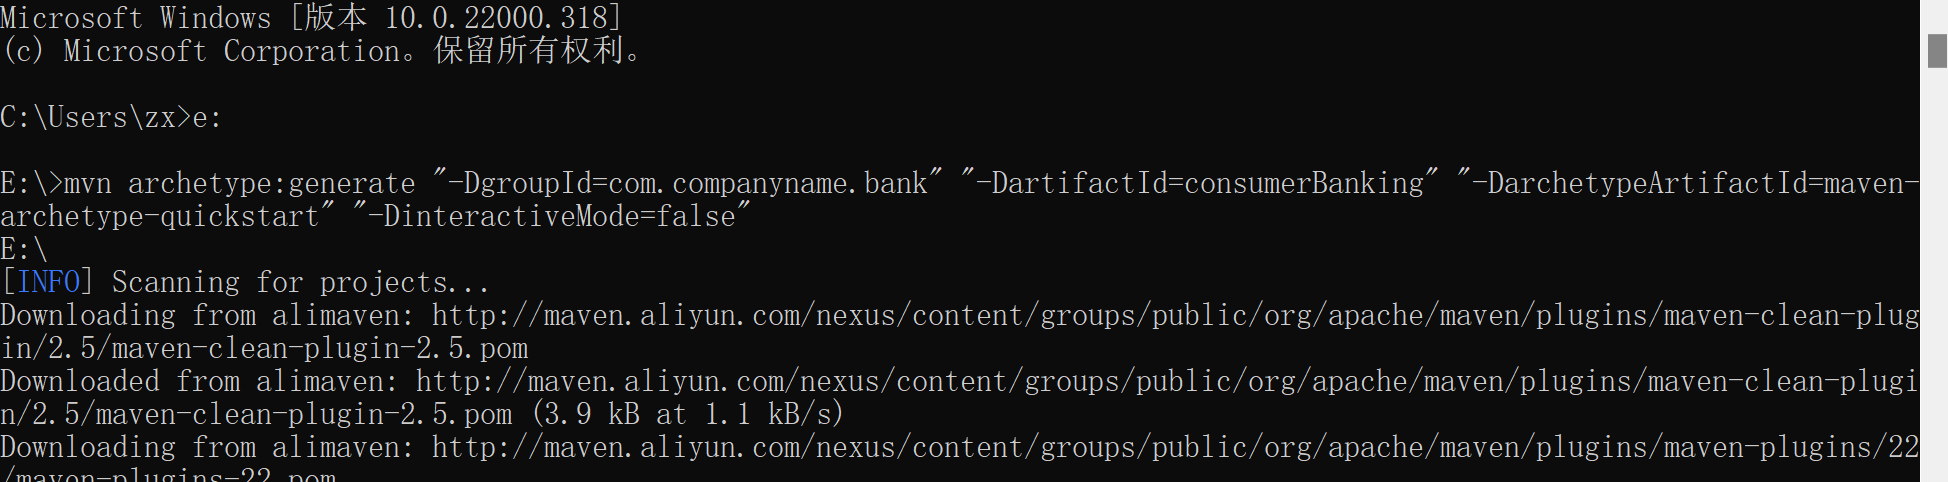 Microsoft Windows [版本 10.0.22000.318]
(c) Microsoft Corporation。保留所有权利。
C:\Users\zx>e:
E:\>mvn archetype:generate "-DgroupId=com.companyname.bank" "-DartifactId=consumerBanking" "-DarchetypeArtifactId=maven-
archetype-quickstart" "-DinteractiveMode=false"
E:\
[INFO] Scanning for projects...
Downloading from alimaven: http://maven.aliyun.com/nexus/content/groups/public/org/apache/maven/plugins/maven-clean-plug
in/2.5/maven-clean-plugin-2.5.pom
Downloaded from alimaven: http://maven.aliyun.com/nexus/content/groups/public/org/apache/maven/plugins/maven-clean-plugi
n/2.5/maven-clean-plugin-2.5.pom (3.9 kB at 1.1 kB/s)
Downloading from alimaven: http://maven.aliyun.com/nexus/content/groups/public/org/apache/maven/plugins/maven-plugins/22
/maven-plugins-22.pom